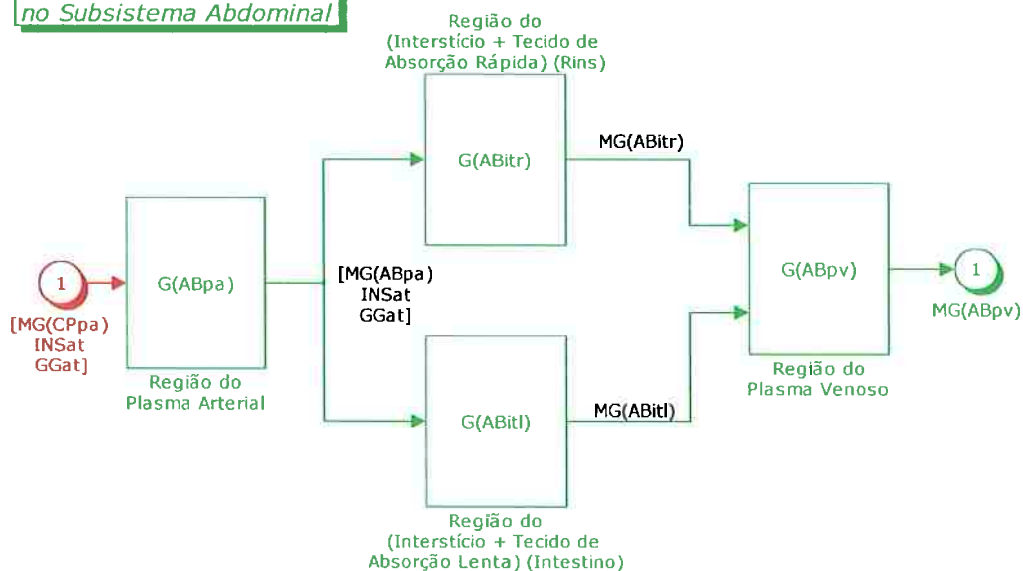 no Subsistema Abdominal
Região do
(Interstício + Tecido de
Absorção Rápida) (Rins)
G(ABitr)
MG(ABitr)
1
[MG(CPpa)
INSat
GGat]
G(ABpa)
Região do
Plasma Arterial
[MG(ABpa)
INSat
GGat]
G(ABpv)
Região do
Plasma Venoso
1
MG(ABpv)
G(ABitl)
MG(ABitl)
Região do
(Interstício + Tecido de
Absorção Lenta) (Intestino)